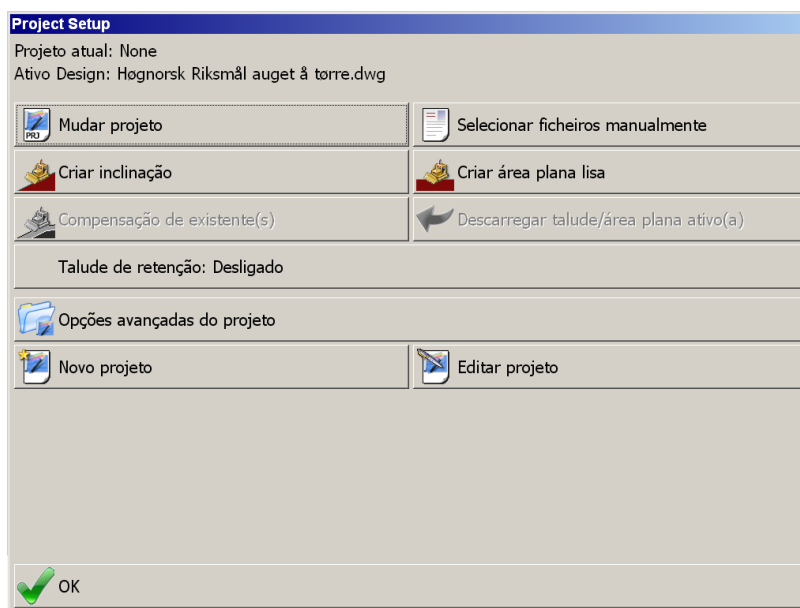 Project Setup
Projeto atual: None
Ativo Design: Høgnorsk Riksmål auget å tørre.dwg
Mudar projeto
Selecionar ficheiros manualmente
PRJ
Criar inclinação
Criar área plana lisa
Compensação de existente(s)
Descarregar talude/área plana ativo(a)
Talude de retenção: Desligado
Opções avançadas do projeto
Novo projeto
Editar projeto
OK